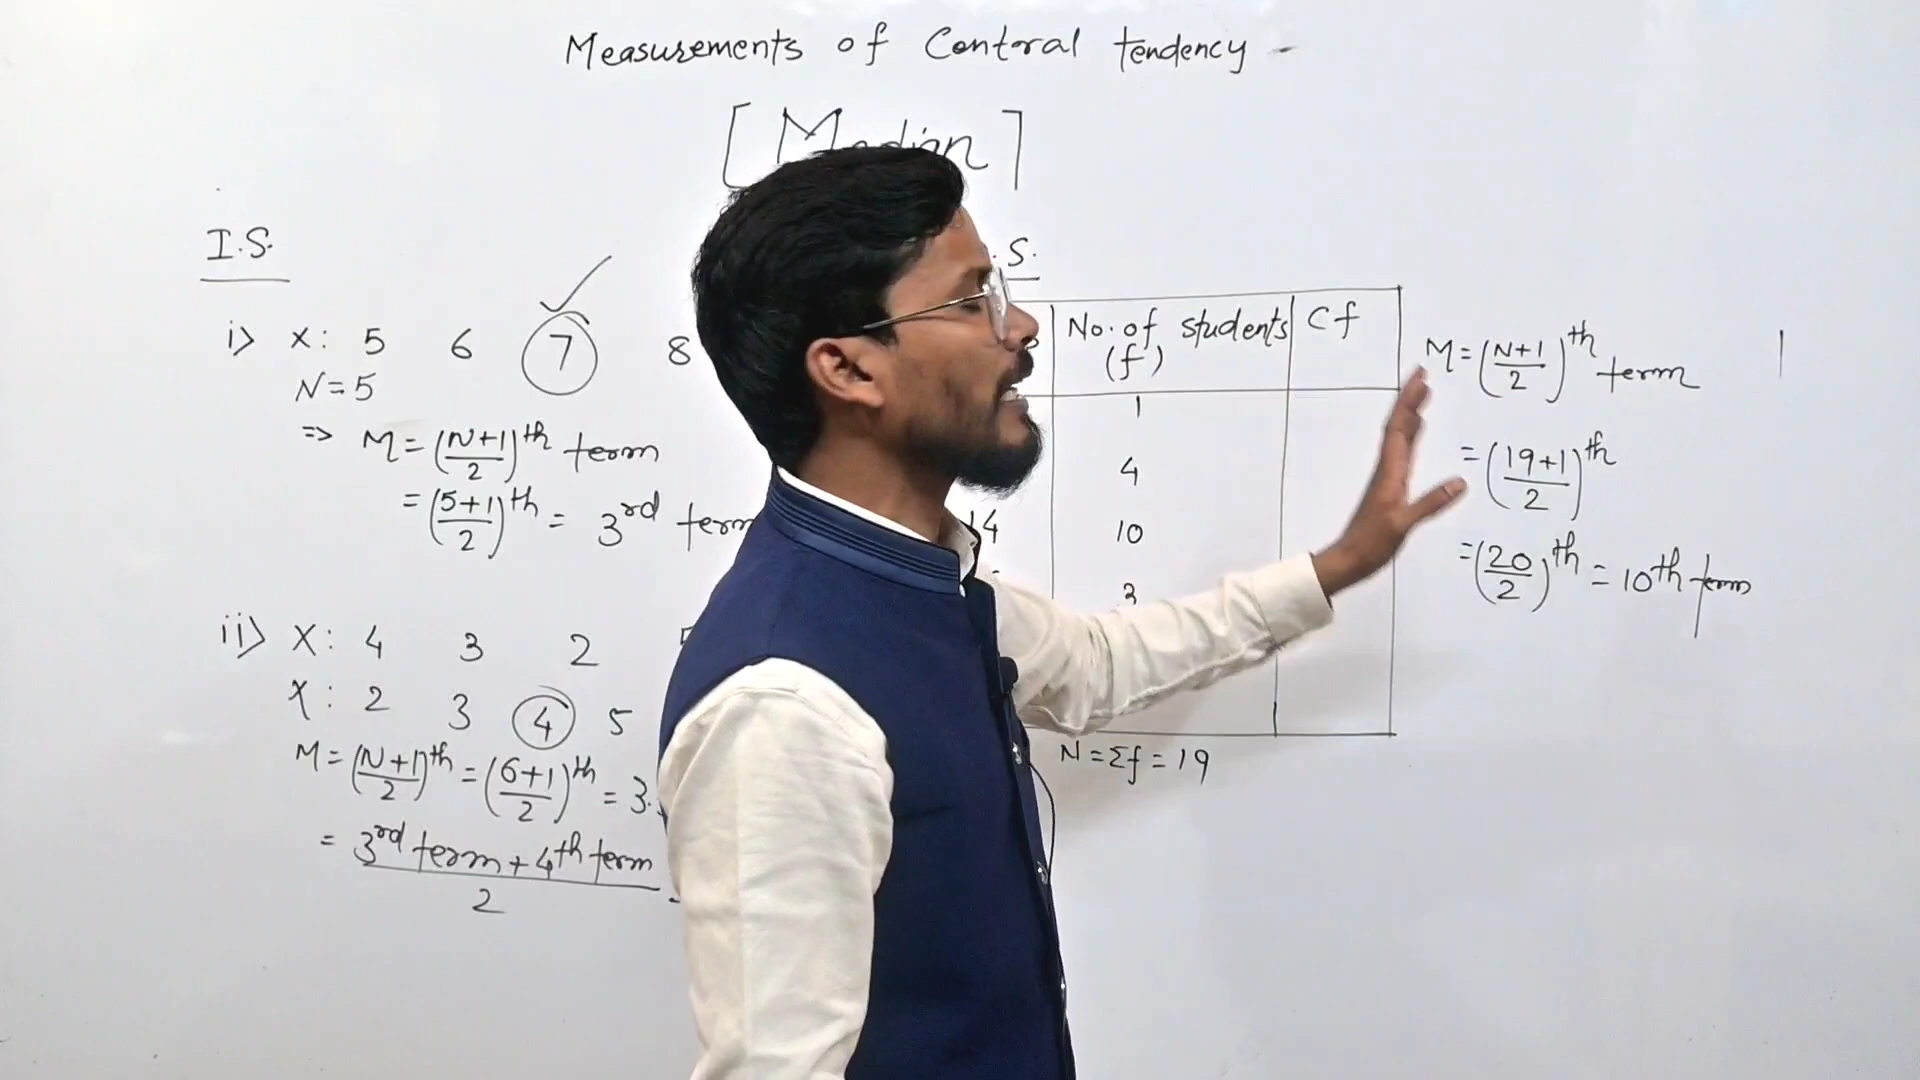 Measurements of Centoral tendency -
[Median]
I.S.
i) X: 5 6 7 8
N=5
=> M = (N+1/2)th term
= (5+1/2)th = 3rd term
ii) X: 4 3 2
X: 2 3 4 5
M = (N+1/2)th = (6+1/2)th = 3.
= 3rd term + 4th term / 2
.S.
No. of students (f) Cf
1
4
14 10
3
N = Σf = 19
M = (N+1/2)th term
= (19+1/2)th
= (20/2)th = 10th term